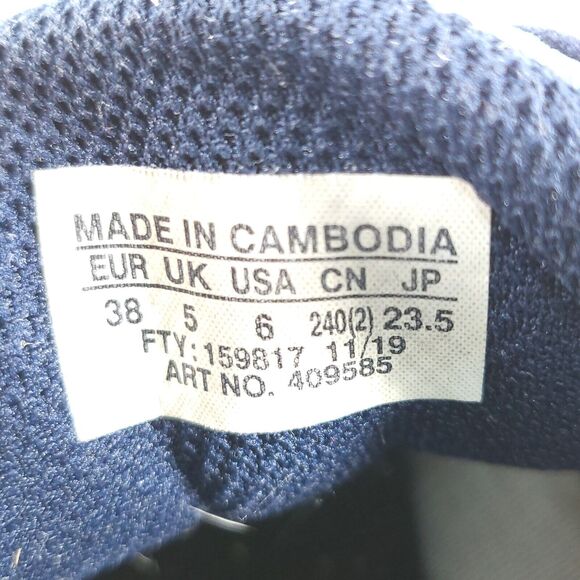 MADE IN CAMBODIA
EUR UK USA CN JP
38 5 6 240(2) 23.5
FTY: 159817 11/19
ART NO. 409585